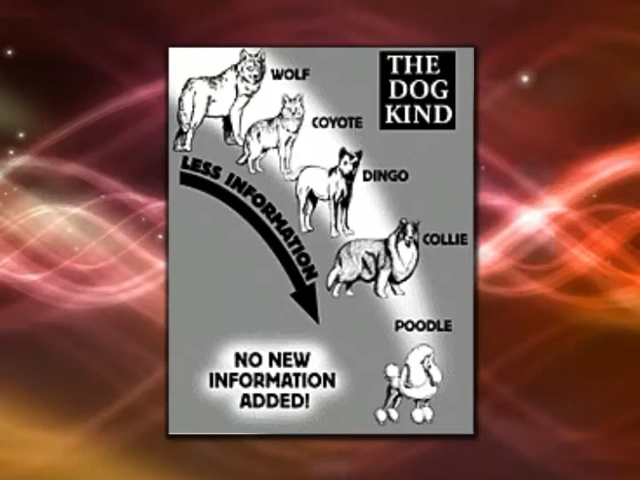 THE
DOG
KIND
WOLF
COYOTE
DINGO
COLLIE
POODLE
LESS INFORMATION
NO NEW
INFORMATION
ADDED!